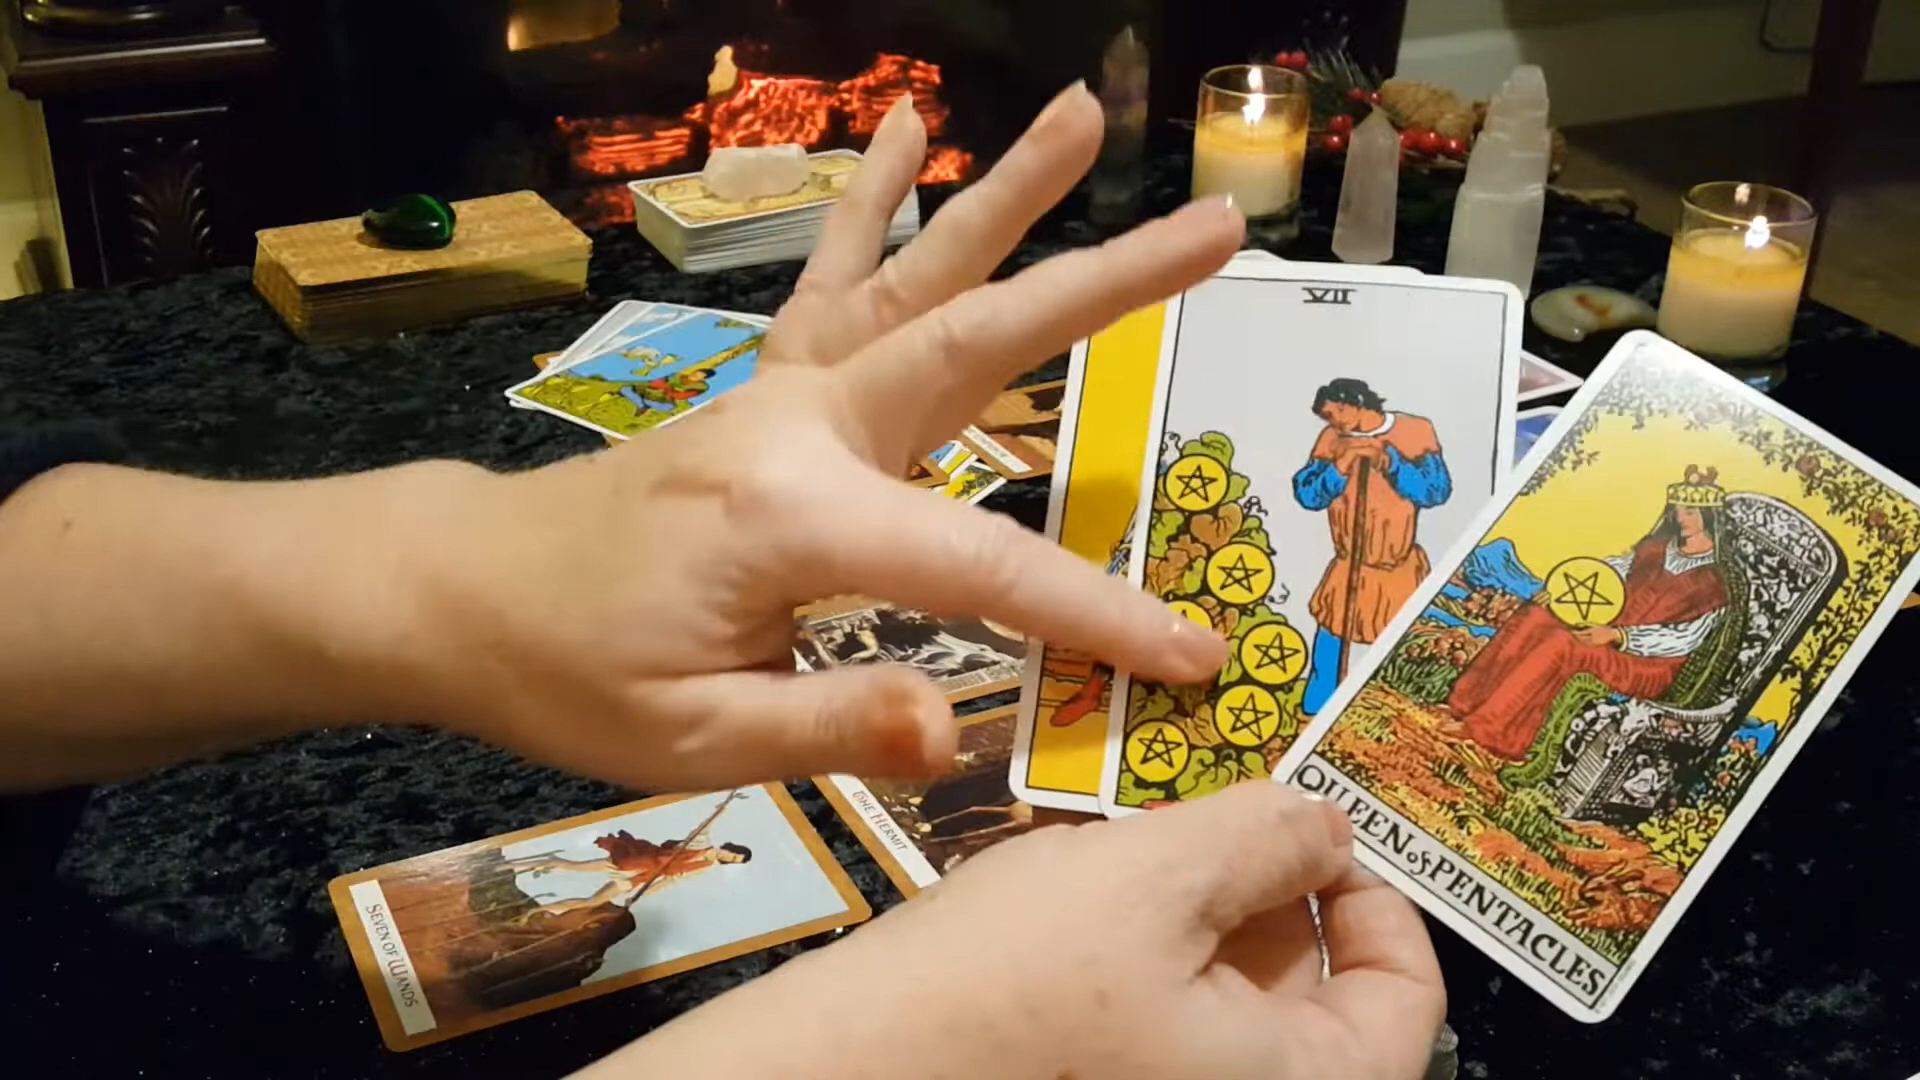 VII
QUEEN of PENTACLES
THE HERMIT
SEVEN OF WANDS